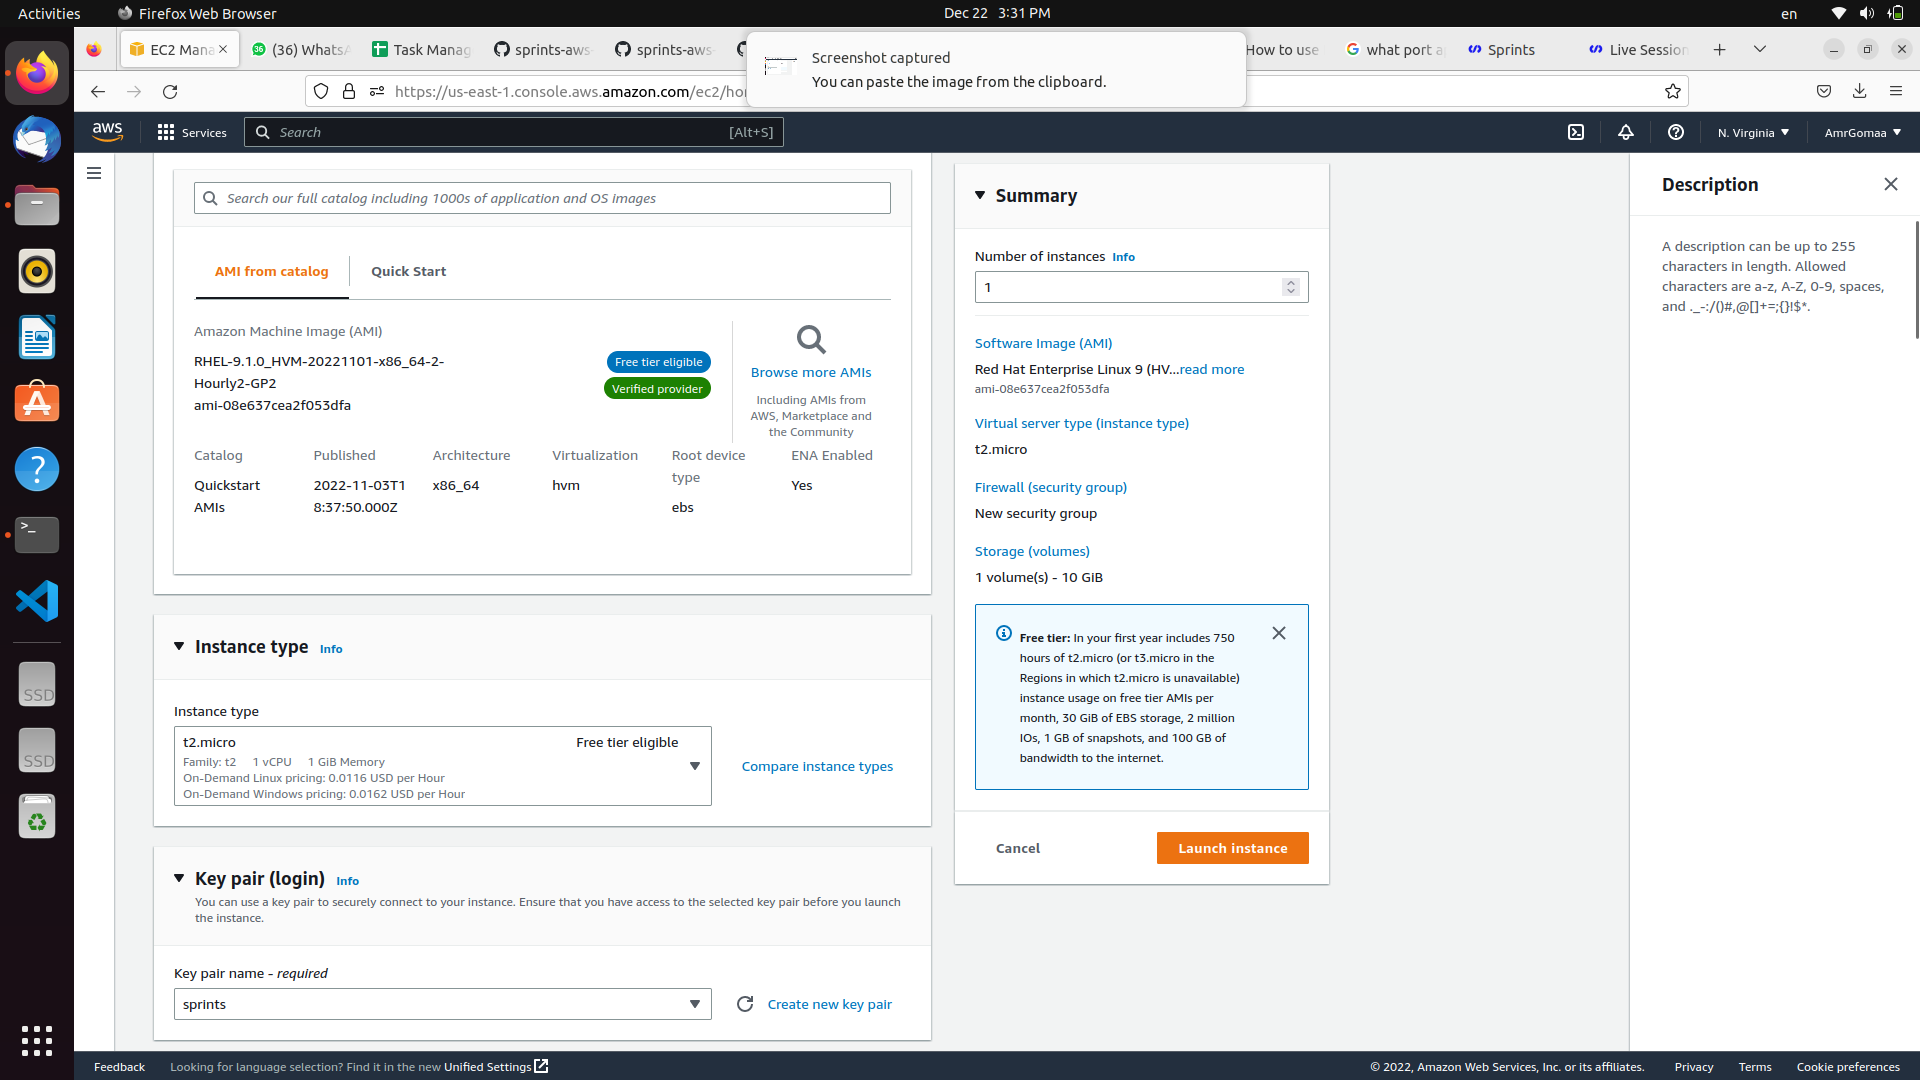 Activities
Firefox Web Browser
Dec 22 3:31 PM
en
EC2 Mana
(36) WhatsA
Task Manag
sprints-aws-
sprints-aws-
How to use
what port a
Sprints
Live Session
Screenshot captured
You can paste the image from the clipboard.
https://us-east-1.console.aws.amazon.com/ec2/ho
aws
Services
Search
[Alt+S]
N. Virginia
AmrGomaa
Search our full catalog including 1000s of application and OS images
AMI from catalog
Quick Start
Amazon Machine Image (AMI)
RHEL-9.1.0_HVM-20221101-x86_64-2-
Hourly2-GP2
ami-08e637cea2f053dfa
Free tier eligible
Verified provider
Browse more AMIs
Including AMIs from
AWS, Marketplace and
the Community
Catalog
Published
Architecture
Virtualization
Root device
type
ENA Enabled
Quickstart
AMIs
2022-11-03T1
8:37:50.000Z
x86_64
hvm
ebs
Yes
Instance type Info
Instance type
t2.micro
Free tier eligible
Family: t2 1 vCPU 1 GiB Memory
On-Demand Linux pricing: 0.0116 USD per Hour
On-Demand Windows pricing: 0.0162 USD per Hour
Compare instance types
Key pair (login) Info
You can use a key pair to securely connect to your instance. Ensure that you have access to the selected key pair before you launch
the instance.
Key pair name - required
sprints
Create new key pair
Summary
Number of instances Info
1
Software Image (AMI)
Red Hat Enterprise Linux 9 (HV...read more
ami-08e637cea2f053dfa
Virtual server type (instance type)
t2.micro
Firewall (security group)
New security group
Storage (volumes)
1 volume(s) - 10 GiB
Free tier: In your first year includes 750
hours of t2.micro (or t3.micro in the
Regions in which t2.micro is unavailable)
instance usage on free tier AMIs per
month, 30 GiB of EBS storage, 2 million
IOs, 1 GB of snapshots, and 100 GB of
bandwidth to the internet.
Cancel
Launch instance
Description
A description can be up to 255
characters in length. Allowed
characters are a-z, A-Z, 0-9, spaces,
and ._-:/()#,@[]+=;{}!$*.
SSD
SSD
Feedback
Looking for language selection? Find it in the new Unified Settings
© 2022, Amazon Web Services, Inc. or its affiliates.
Privacy
Terms
Cookie preferences